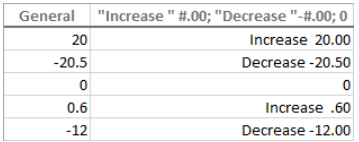 General "Increase " #.00; "Decrease "-#.00; 0
20 Increase 20.00
-20.5 Decrease -20.50
0 0
0.6 Increase .60
-12 Decrease -12.00